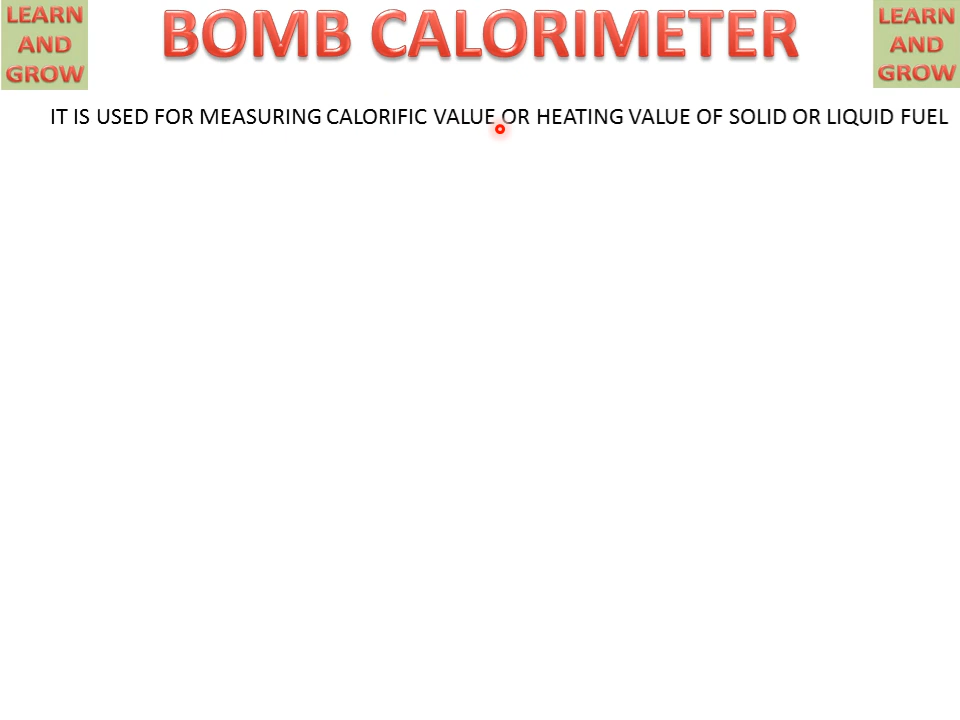 LEARN
AND
GROW
BOMB CALORIMETER
LEARN
AND
GROW
IT IS USED FOR MEASURING CALORIFIC VALUE OR HEATING VALUE OF SOLID OR LIQUID FUEL